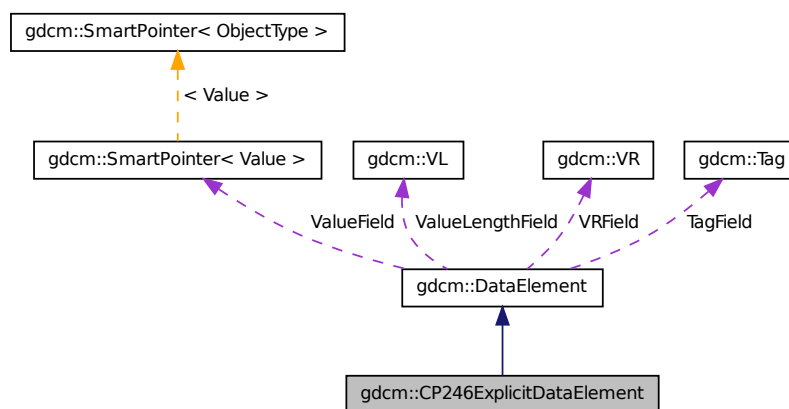 gdcm::SmartPointer< ObjectType >
< Value >
gdcm::SmartPointer< Value >
gdcm::VL
gdcm::VR
gdcm::Tag
ValueField
ValueLengthField
VRField
TagField
gdcm::DataElement
gdcm::CP246ExplicitDataElement